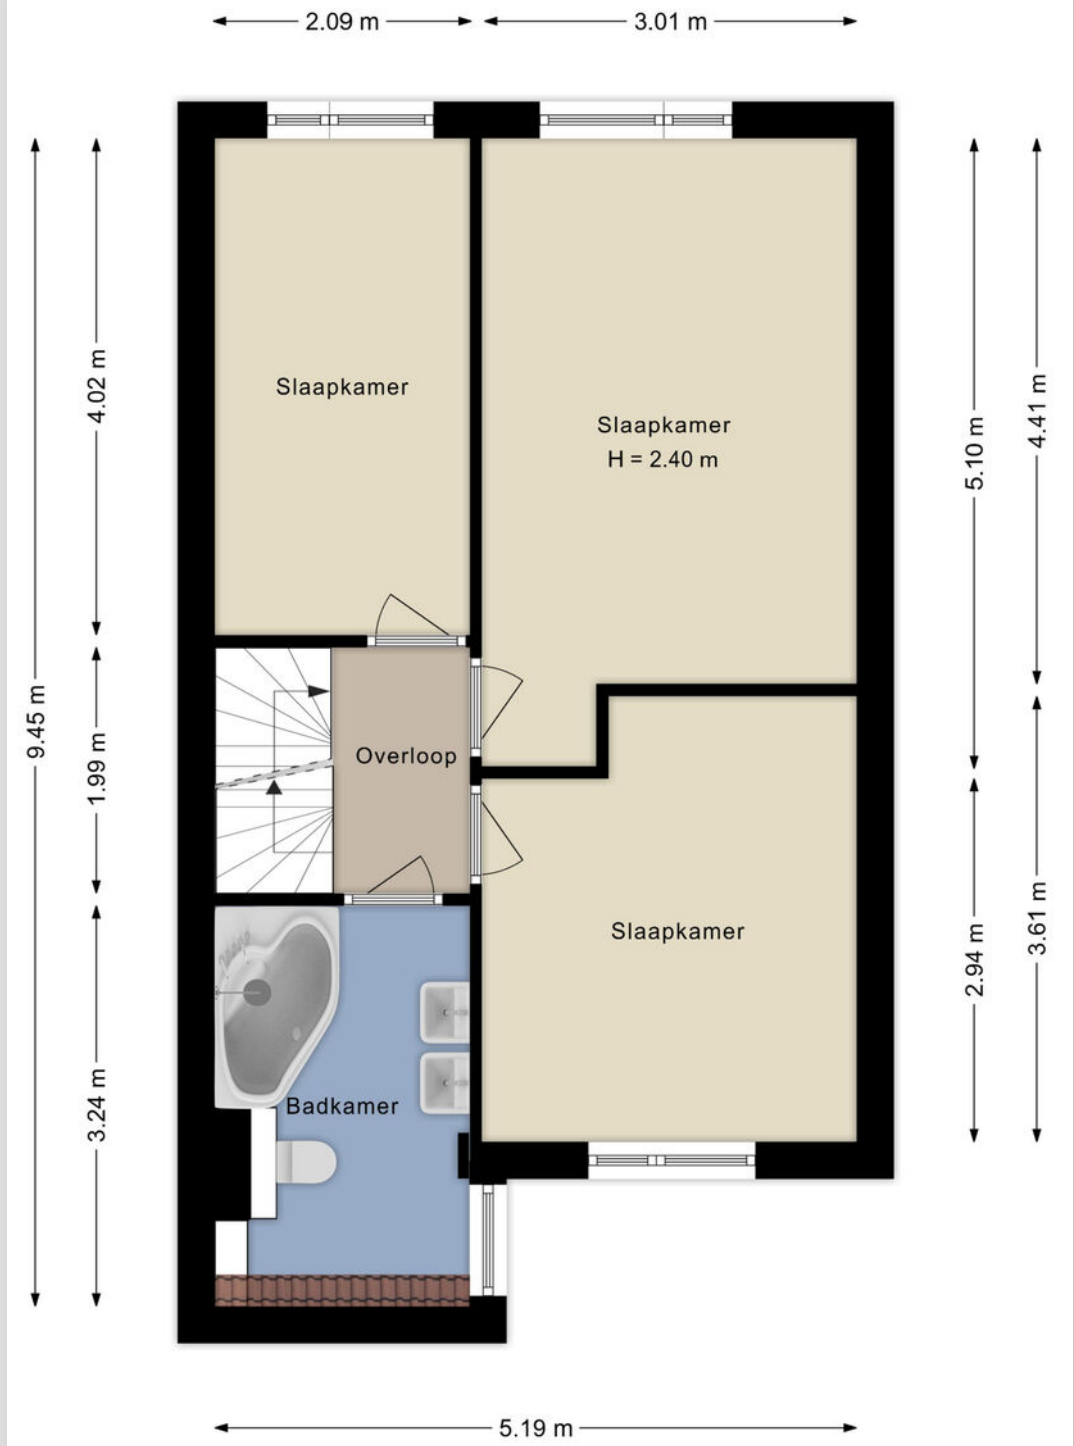 2.09 m
3.01 m
Slaapkamer
Slaapkamer
H = 2.40 m
4.02 m
4.41 m
5.10 m
9.45 m
1.99 m
Overloop
Slaapkamer
3.61 m
2.94 m
3.24 m
Badkamer
5.19 m